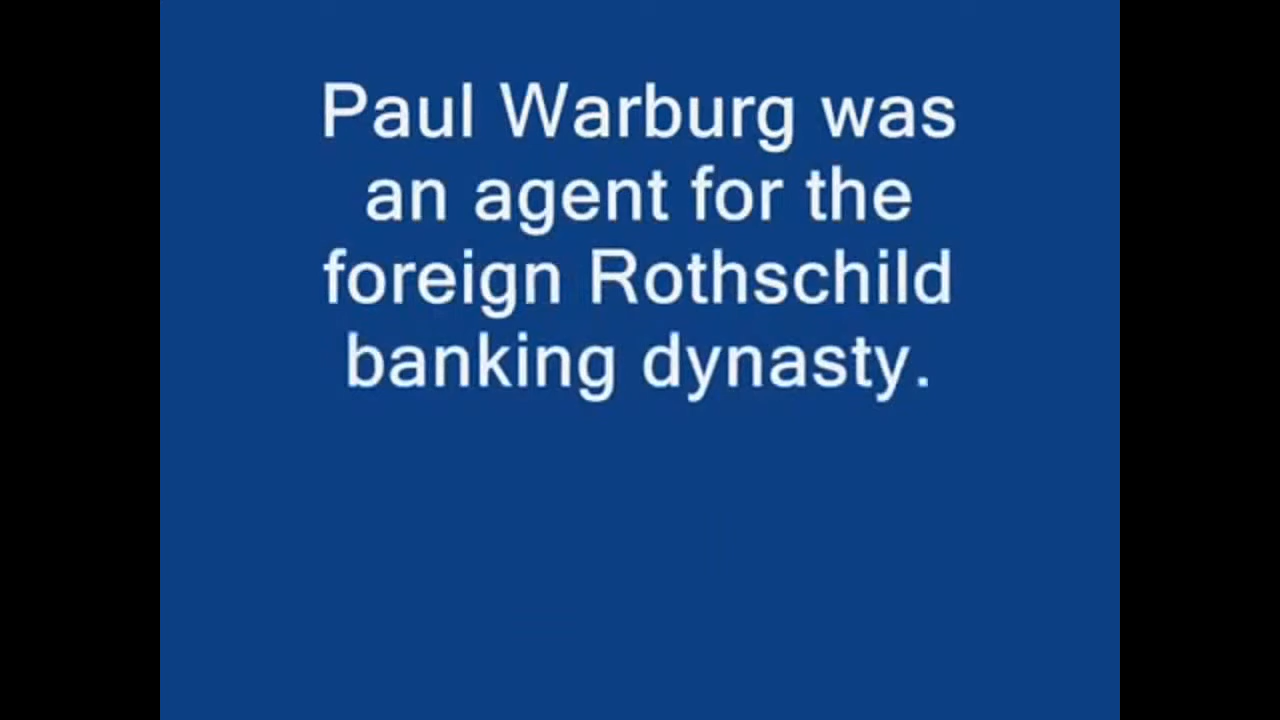 Paul Warburg was
an agent for the
foreign Rothschild
banking dynasty.